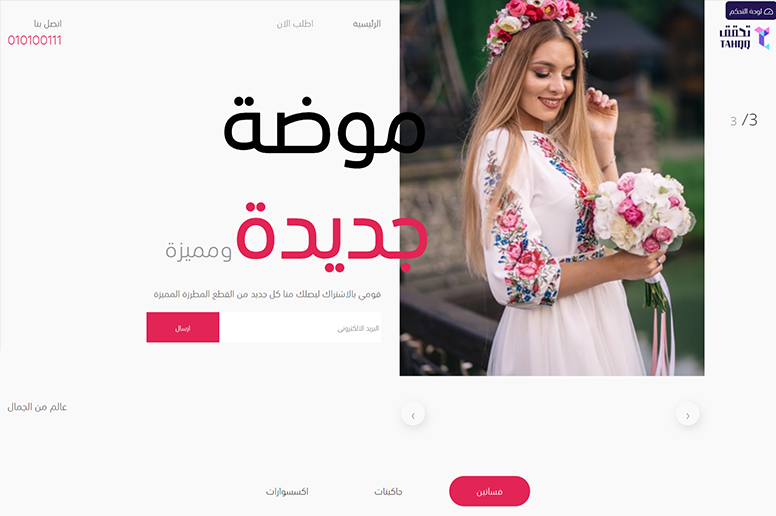 لوحة التحكم
تحقق
TAHQQ
الرئيسية
اطلب الان
اتصل بنا
010100111
3 /3
موضة
جديدة ومميزة
قومي بالاشتراك ليصلك منا كل جديد من القطع المطرزة المميزة
البريد الالكترونى
ارسال
عالم من الجمال
فساتين
جاكيتات
اكسسوارات